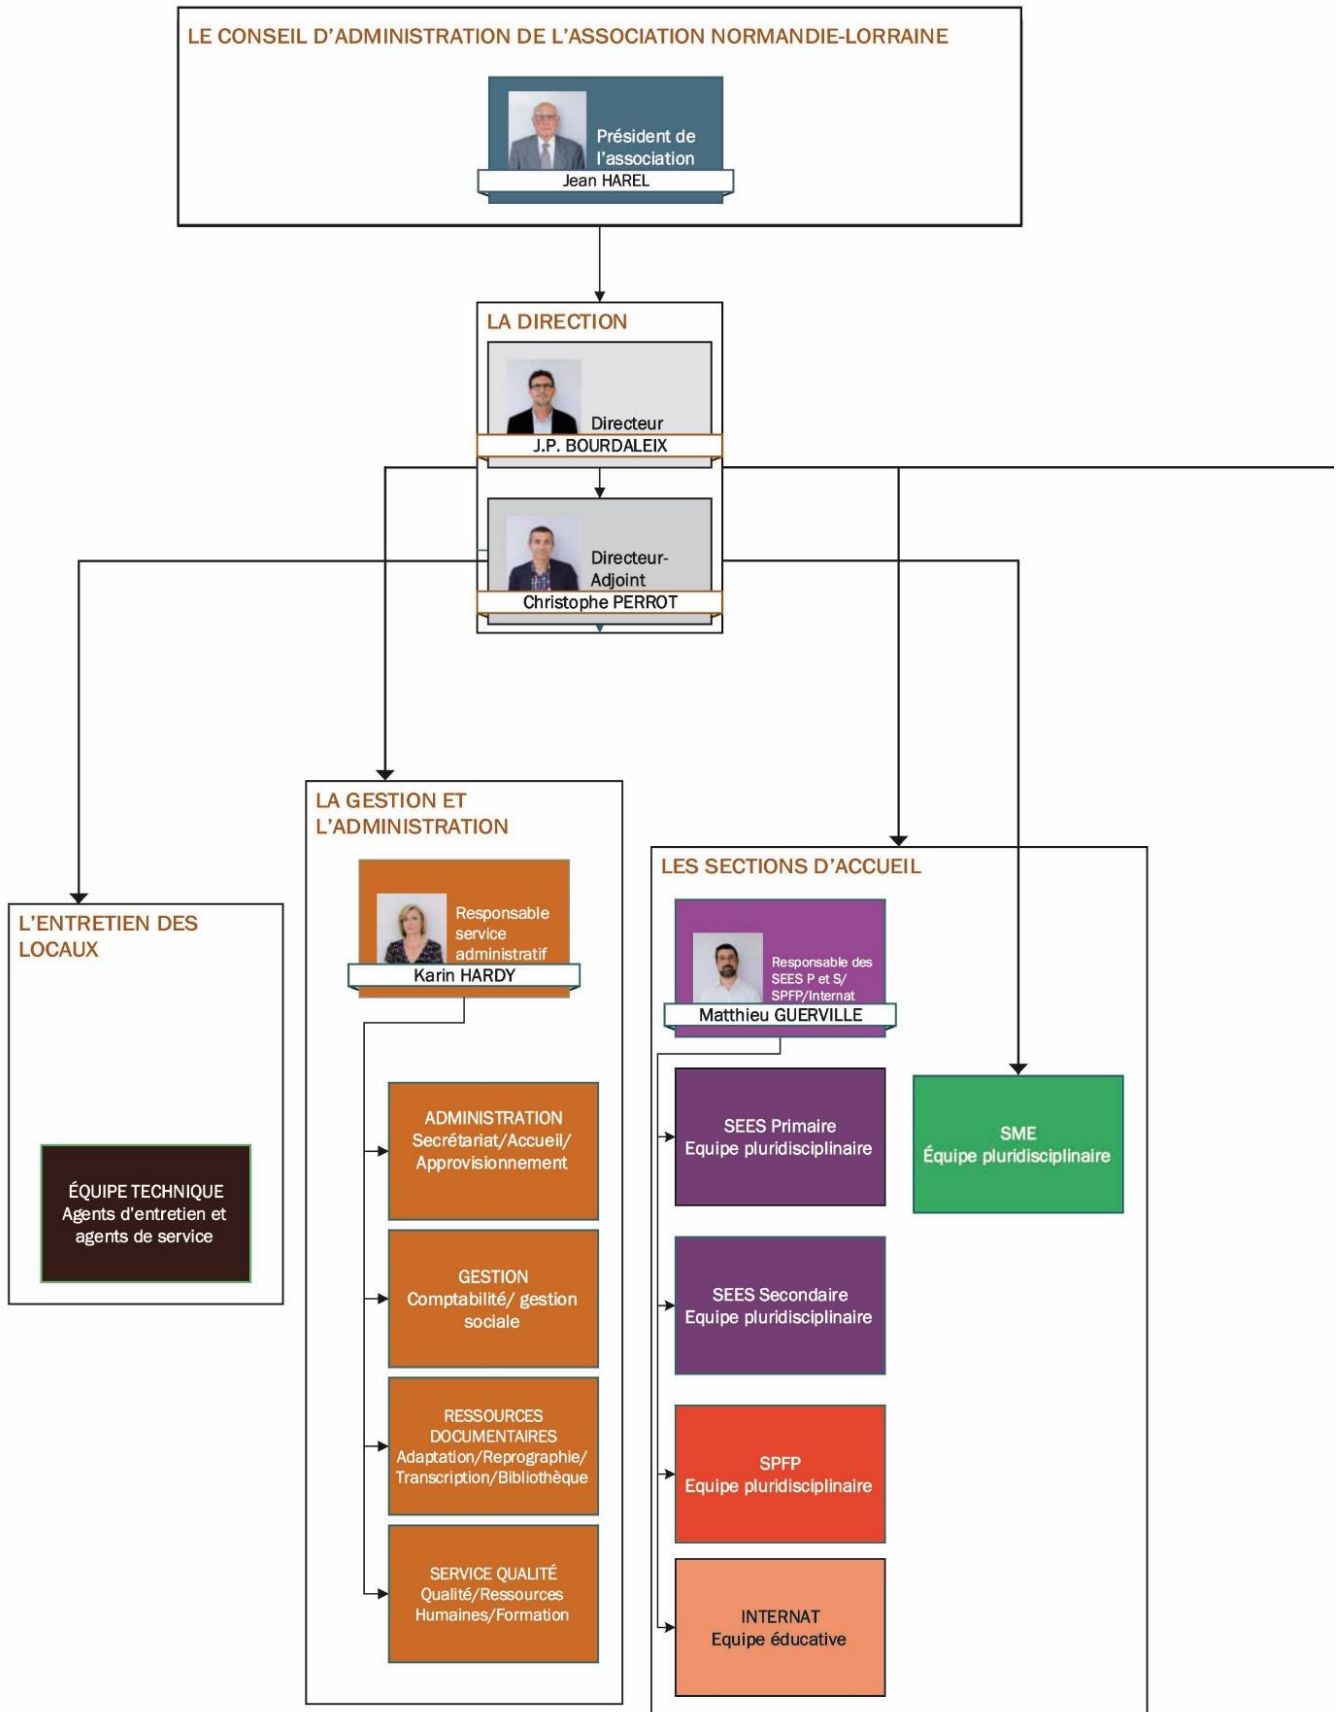 LE CONSEIL D'ADMINISTRATION DE L'ASSOCIATION NORMANDIE-LORRAINE
Président de
l'association
Jean HAREL
LA DIRECTION
Directeur
J.P. BOURDALEIX
Directeur-
Adjoint
Christophe PERROT
L'ENTRETIEN DES
LOCAUX
ÉQUIPE TECHNIQUE
Agents d'entretien et
agents de service
LA GESTION ET
L'ADMINISTRATION
Responsable
service
administratif
Karin HARDY
ADMINISTRATION
Secrétariat/Accueil/
Approvisionnement
GESTION
Comptabilité/ gestion
sociale
RESSOURCES
DOCUMENTAIRES
Adaptation/Reprographie/
Transcription/Bibliothèque
SERVICE QUALITÉ
Qualité/Ressources
Humaines/Formation
LES SECTIONS D'ACCUEIL
Responsable des
SEES P et S/
SPFP/Internat
Matthieu GUERVILLE
SEES Primaire
Equipe pluridisciplinaire
SEES Secondaire
Equipe pluridisciplinaire
SPFP
Equipe pluridisciplinaire
INTERNAT
Equipe éducative
SME
Équipe pluridisciplinaire